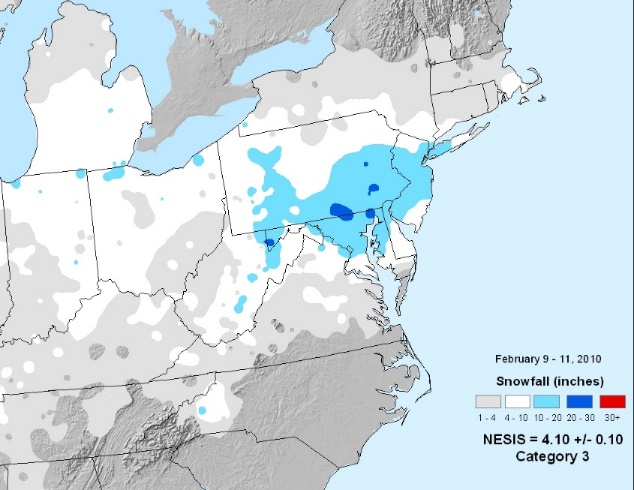 February 9 - 11, 2010
Snowfall (inches)
1 - 4 4 - 10 10 - 20 20 - 30 30+
NESIS = 4.10 +/- 0.10
Category 3